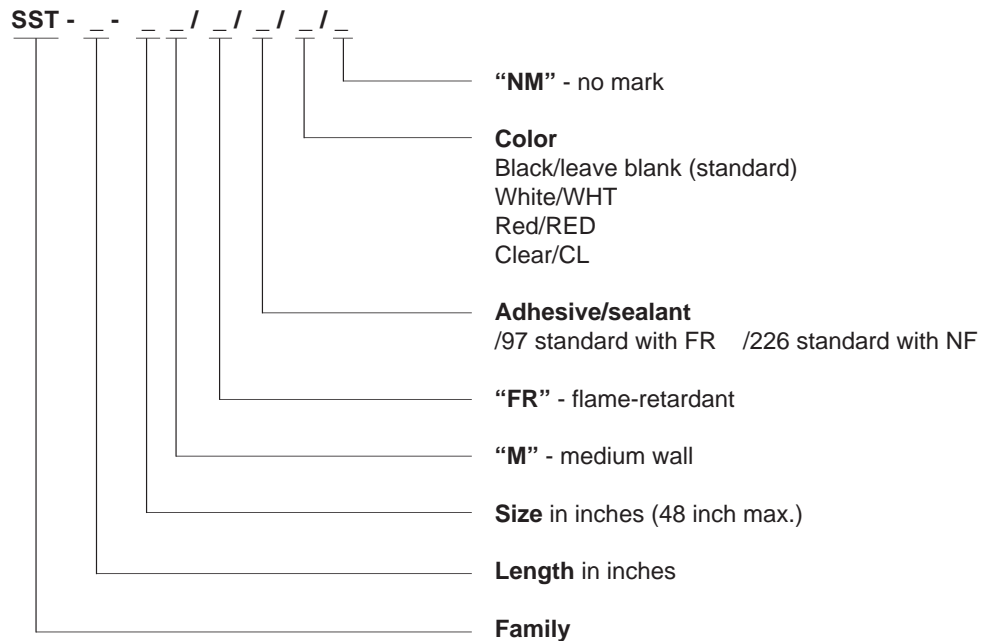 SST - _ - _ _ / _ / _ / _ / _
“NM” - no mark
Color
Black/leave blank (standard)
White/WHT
Red/RED
Clear/CL
Adhesive/sealant
/97 standard with FR /226 standard with NF
“FR” - flame-retardant
“M” - medium wall
Size in inches (48 inch max.)
Length in inches
Family